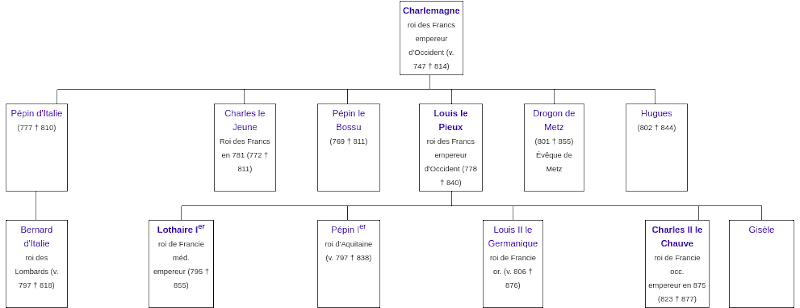 Charlemagne
roi des Francs
empereur
d'Occident (v.
747 † 814)
Pépin d'Italie
(777 † 810)
Charles le
Jeune
Roi des Francs
en 781 (772 †
811)
Pépin le
Bossu
(769 † 811)
Louis le
Pieux
roi des Francs
empereur
d'Occident (778
† 840)
Drogon de
Metz
(801 † 855)
Évêque de
Metz
Hugues
(802 † 844)
Bernard
d'Italie
roi des
Lombards (v.
797 † 818)
Lothaire Ier
roi de Francie
méd.
empereur (795 †
855)
Pépin Ier
roi d'Aquitaine
(v. 797 † 838)
Louis II le
Germanique
roi de Francie
or. (v. 806 †
876)
Charles II le
Chauve
roi de Francie
occ.
empereur en 875
(823 † 877)
Gisèle